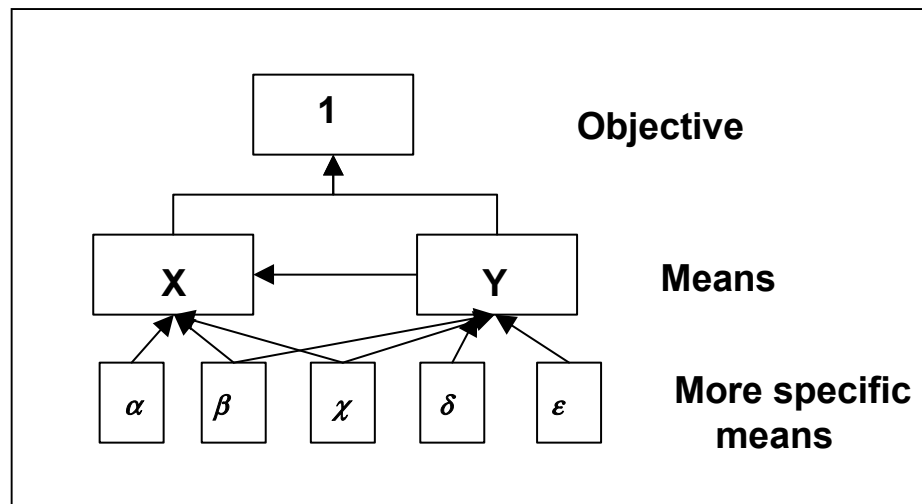 1
Objective
X
Y
Means
α
β
χ
δ
ε
More specific
means